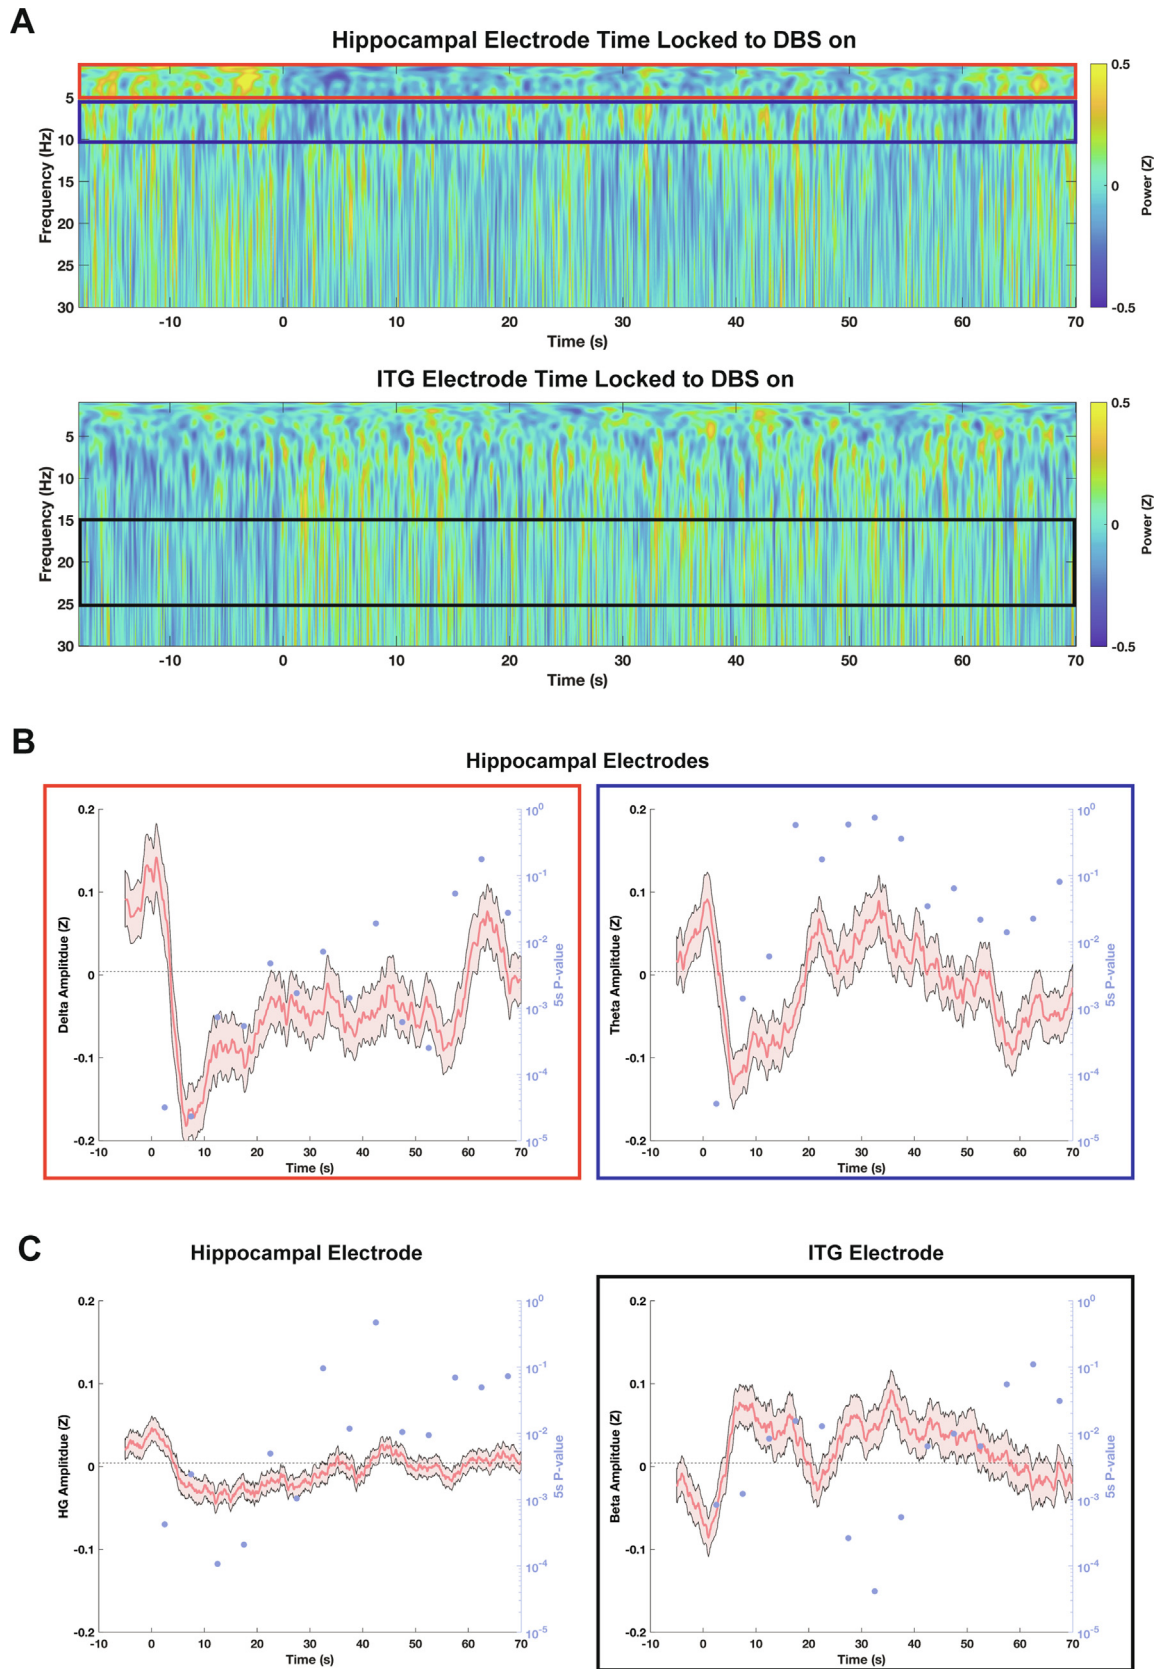 A
Hippocampal Electrode Time Locked to DBS on
Frequency (Hz)
5
10
15
20
25
30
-10 0 10 20 30 40 50 60 70
Time (s)
0.5
0
-0.5
Power (Z)
ITG Electrode Time Locked to DBS on
Frequency (Hz)
5
10
15
20
25
30
-10 0 10 20 30 40 50 60 70
Time (s)
0.5
0
-0.5
Power (Z)
B
Hippocampal Electrodes
Delta Amplitdue (Z)
0.2
0.1
0
-0.1
-0.2
-10 0 10 20 30 40 50 60 70
Time (s)
10^0
10^-1
10^-2
10^-3
10^-4
10^-5
5s P-value
Theta Amplitdue (Z)
0.2
0.1
0
-0.1
-0.2
-10 0 10 20 30 40 50 60 70
Time (s)
10^0
10^-1
10^-2
10^-3
10^-4
10^-5
5s P-value
C
Hippocampal Electrode
HG Amplitdue (Z)
0.2
0.1
0
-0.1
-0.2
-10 0 10 20 30 40 50 60 70
Time (s)
10^0
10^-1
10^-2
10^-3
10^-4
10^-5
5s P-value
ITG Electrode
Beta Amplitdue (Z)
0.2
0.1
0
-0.1
-0.2
-10 0 10 20 30 40 50 60 70
Time (s)
10^0
10^-1
10^-2
10^-3
10^-4
10^-5
5s P-value